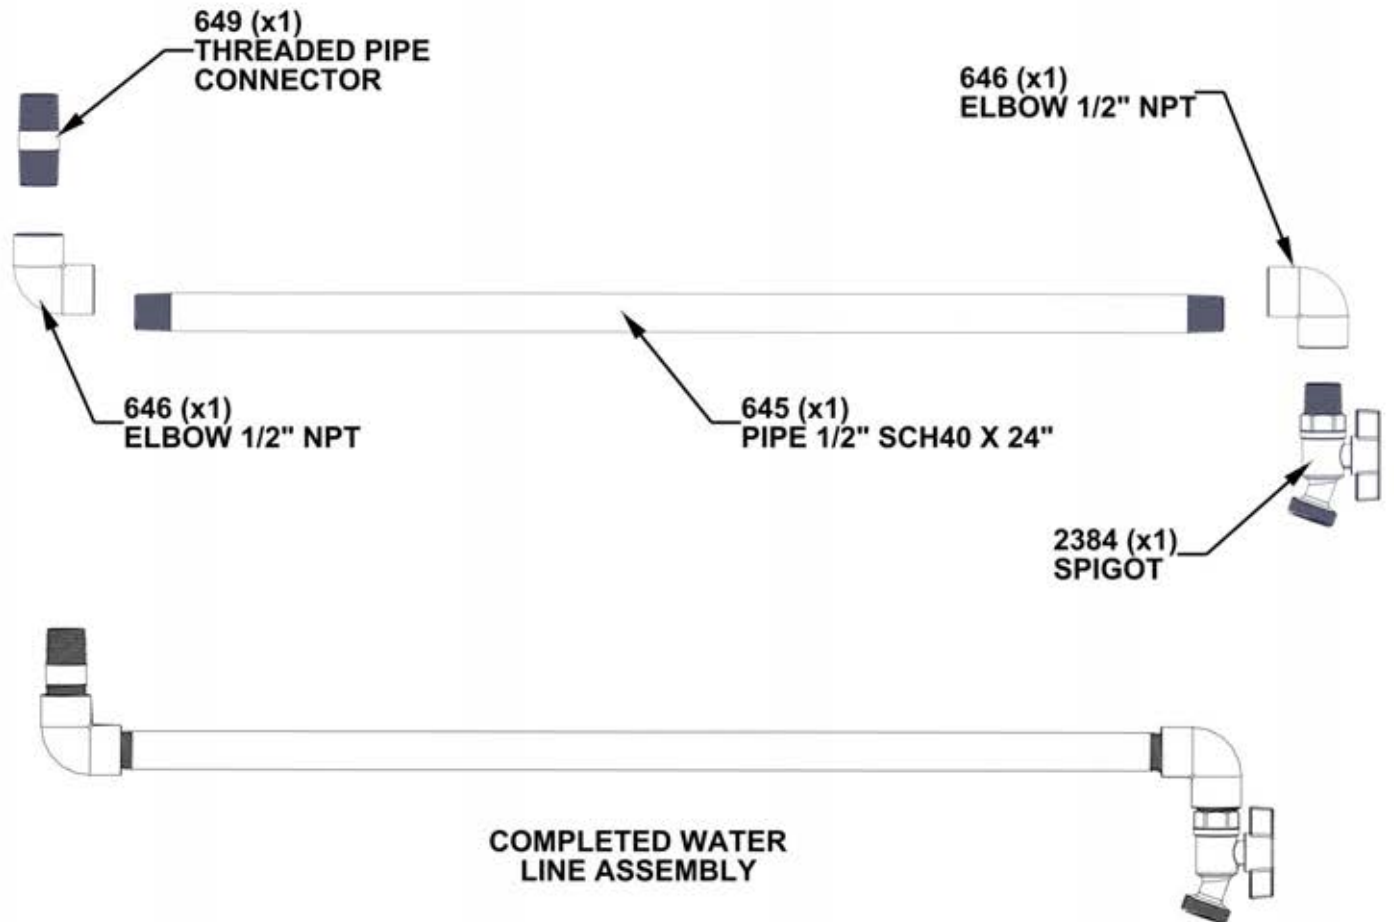 649 (x1)
THREADED PIPE
CONNECTOR
646 (x1)
ELBOW 1/2" NPT
646 (x1)
ELBOW 1/2" NPT
645 (x1)
PIPE 1/2" SCH40 X 24"
2384 (x1)
SPIGOT
COMPLETED WATER
LINE ASSEMBLY